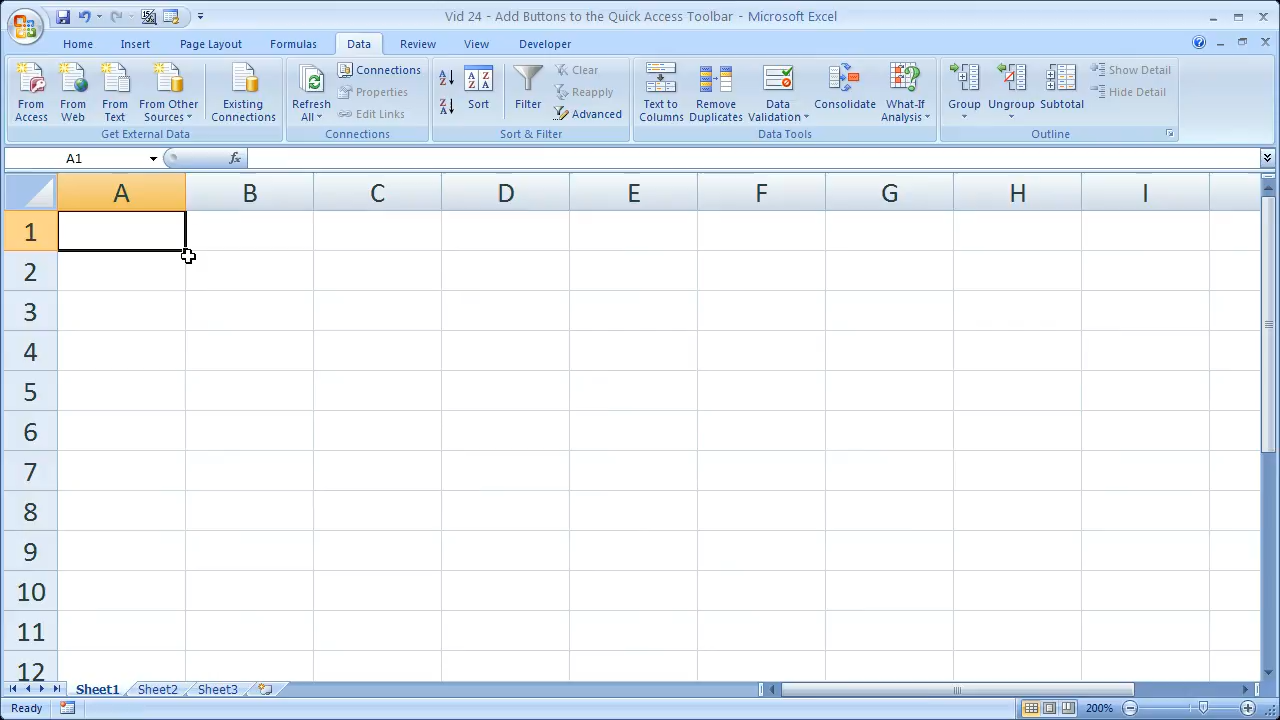 Vid 24 - Add Buttons to the Quick Access Toolbars - Microsoft Excel
Home Insert Page Layout Formulas Data Review View Developer
From Access
From Web
From Text
From Other Sources
Existing Connections
Get External Data
Refresh All
Connections
Properties
Edit Links
Connections
Sort
Filter
Clear
Reapply
Advanced
Sort & Filter
Text to Columns
Remove Duplicates
Data Validation
Consolidate
What-If Analysis
Data Tools
Group
Ungroup
Subtotal
Show Detail
Hide Detail
Outline
A1 fx
A B C D E F G H I
1
2
3
4
5
6
7
8
9
10
11
12
Sheet1 Sheet2 Sheet3
Ready 200%